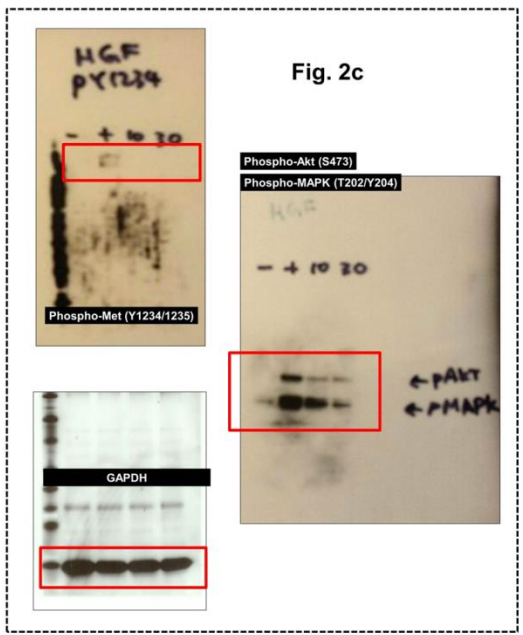 HGF
pY1234
- + 10 30
Phospho-Met (Y1234/1235)
Fig. 2c
Phospho-Akt (S473)
Phospho-MAPK (T202/Y204)
HGF
- + 10 30
←pAKT
←pMAPK
GAPDH